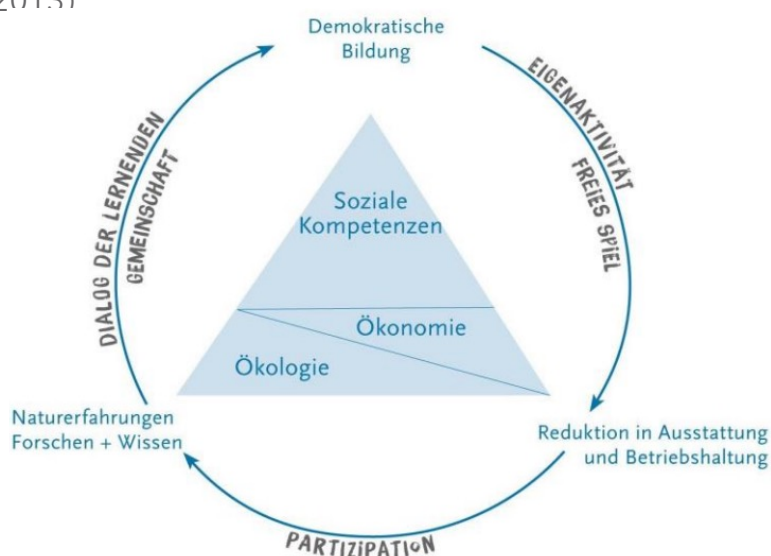 2013)
Demokratische
Bildung
EIGENAKTIVITÄT
FREIES SPIEL
DIALOG DER LERNENDEN
GEMEINSCHAFT
Soziale
Kompetenzen
Ökonomie
Ökologie
Naturerfahrungen
Forschen + Wissen
Reduktion in Ausstattung
und Betriebshaltung
PARTIZIPATION